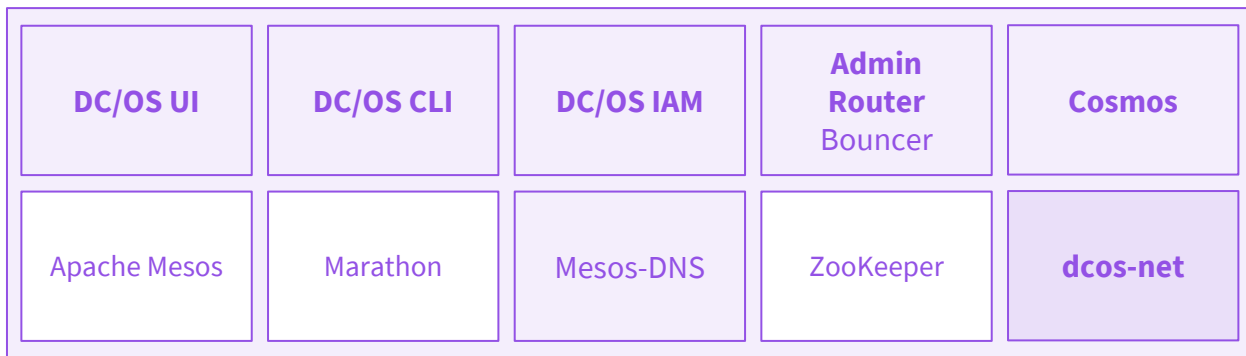 DC/OS UI
DC/OS CLI
DC/OS IAM
Admin
Router
Bouncer
Cosmos
Apache Mesos
Marathon
Mesos-DNS
ZooKeeper
dcos-net